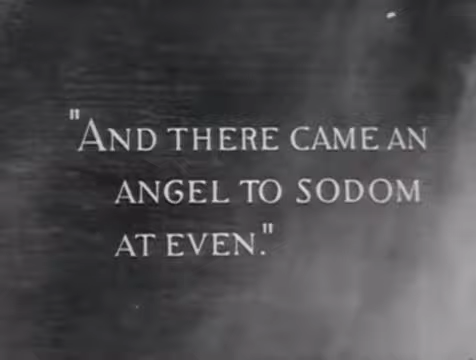 "AND THERE CAME AN
ANGEL TO SODOM
AT EVEN."